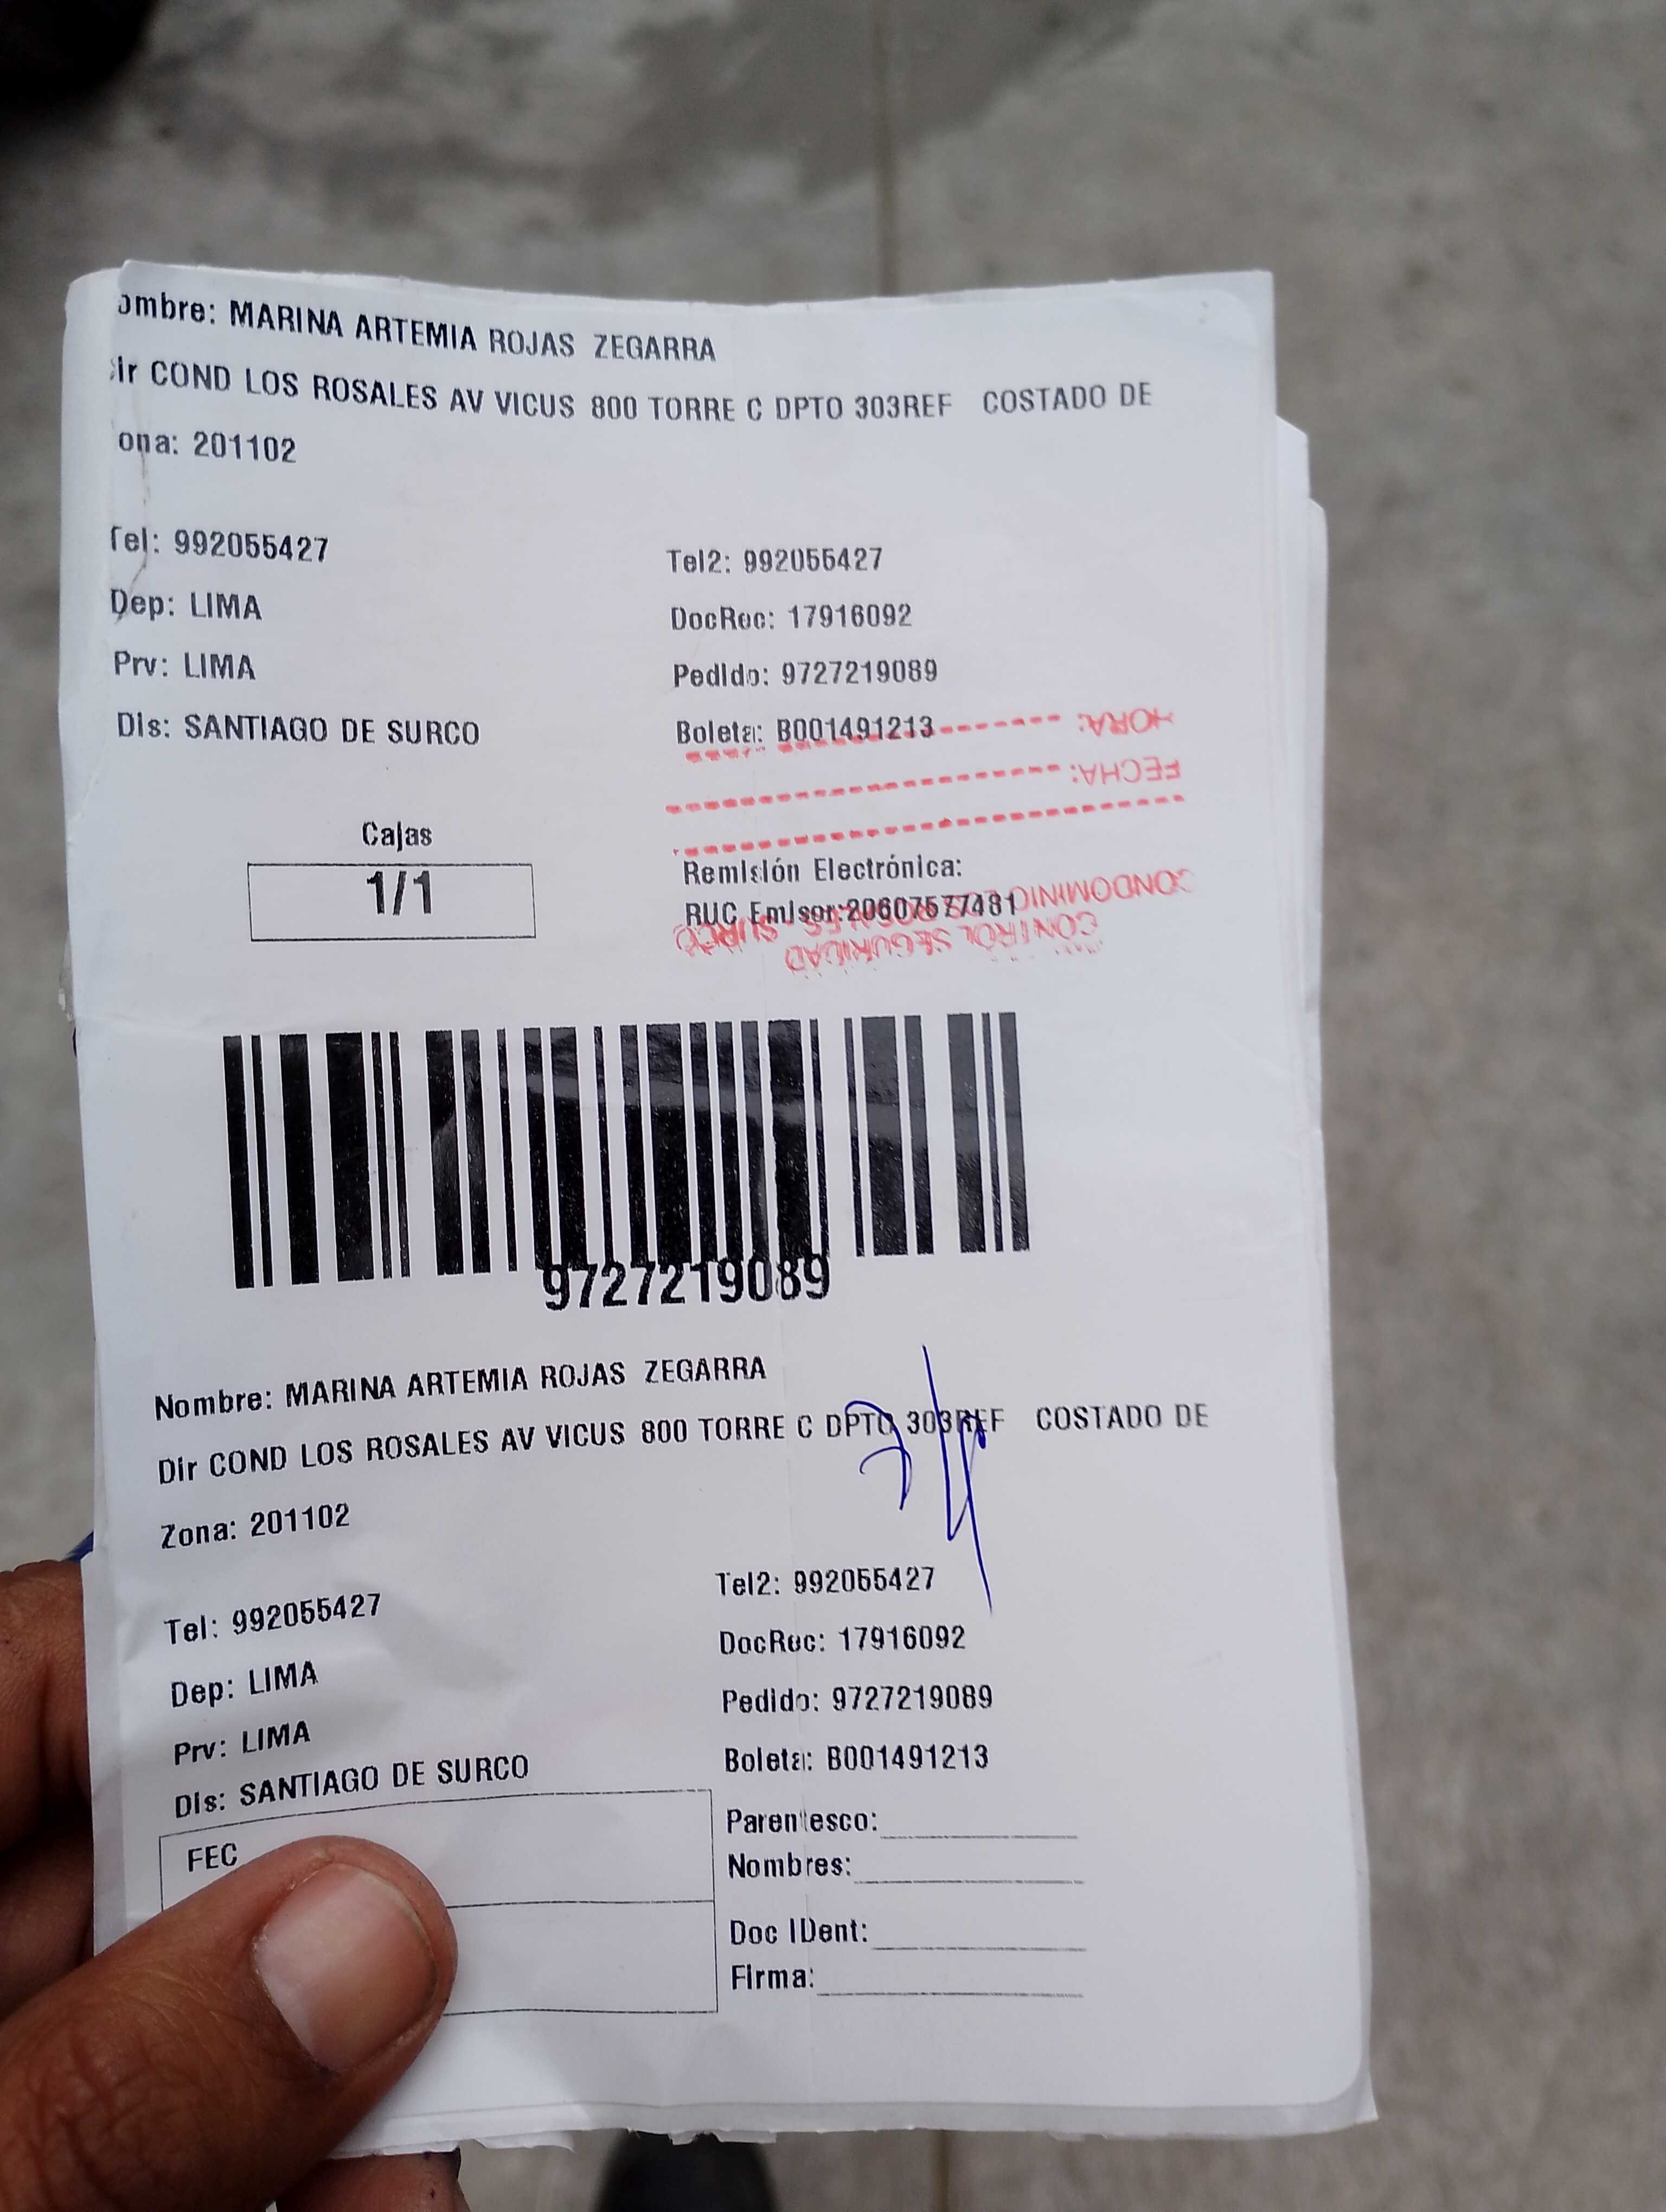 ombre: MARINA ARTEMIA ROJAS ZEGARRA
Dir COND LOS ROSALES AV VICUS 800 TORRE C DPTO 303REF COSTADO DE
ona: 201102
Tel: 992055427
Tel2: 992055427
Dep: LIMA
DocRec: 17916092
Prv: LIMA
Pedido: 9727219089
Dis: SANTIAGO DE SURCO
Boleta: B001491213
HORA:
FECHA:
Cajas
1/1
Remisión Electrónica:
RUC Emisor:20607577481
CONDOMINIO LOS ROSALES - SURCO
CONTROL SEGURIDAD
9727219089
Nombre: MARINA ARTEMIA ROJAS ZEGARRA
Dir COND LOS ROSALES AV VICUS 800 TORRE C DPTO 303REF COSTADO DE
Zona: 201102
Tel: 992055427
Tel2: 992055427
Dep: LIMA
DocRec: 17916092
Prv: LIMA
Pedido: 9727219089
Dis: SANTIAGO DE SURCO
Boleta: B001491213
FEC
Parentesco:
Nombres:
Doc IDent:
Firma: